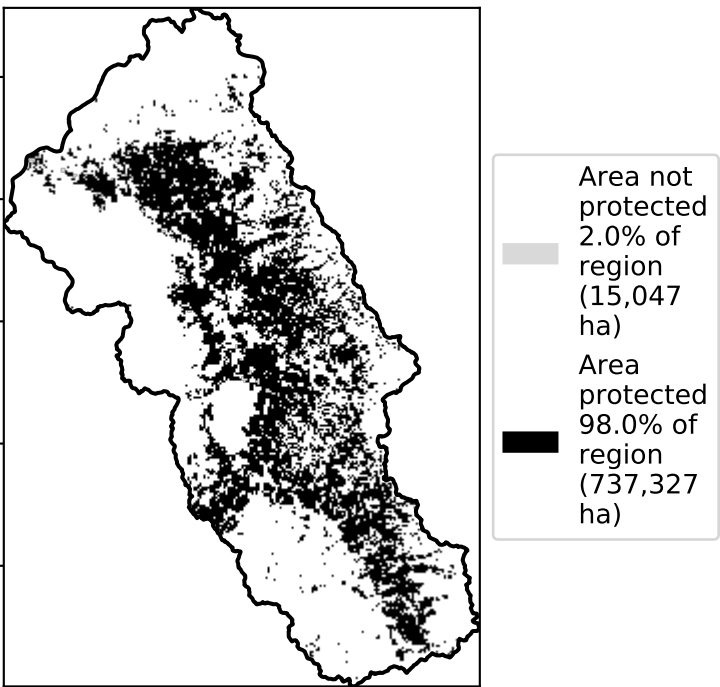 Area not
protected
2.0% of
region
(15,047
ha)
Area
protected
98.0% of
region
(737,327
ha)